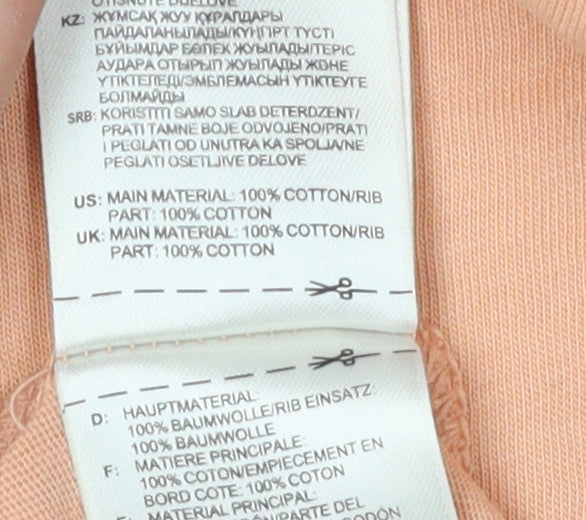 KZ: ЖҰМСАҚ ЖУУ ҚҰРАЛДАРЫ
ПАЙДАЛАНЫЛАДЫ/КҮҢГІРТ ТҮСТІ
БҰЙЫМДАР БӨЛЕК ЖУЫЛАДЫ/ТЕРІС
АУДАРА ОТЫРЫП ЖУЫЛАДЫ ЖӘНЕ
ҮТІКТЕЛЕДІ/ЭМБЛЕМАСЫН ҮТІКТЕУГЕ
БОЛМАЙДЫ
SRB: KORISTITI SAMO SLAB DETERDZENT/
PRATI TAMNE BOJE ODVOJENO/PRATI
I PEGLATI OD UNUTRA KA SPOLJA/NE
PEGLATI OSETLJIVE DELOVE
US: MAIN MATERIAL: 100% COTTON/RIB
PART: 100% COTTON
UK: MAIN MATERIAL: 100% COTTON/RIB
PART: 100% COTTON
D: HAUPTMATERIAL:
100% BAUMWOLLE/RIB EINSATZ:
100% BAUMWOLLE
F: MATIERE PRINCIPALE:
100% COTON/EMPIECEMENT EN
BORD COTE: 100% COTON
MATERIAL PRINCIPAL:
PARTE DEL